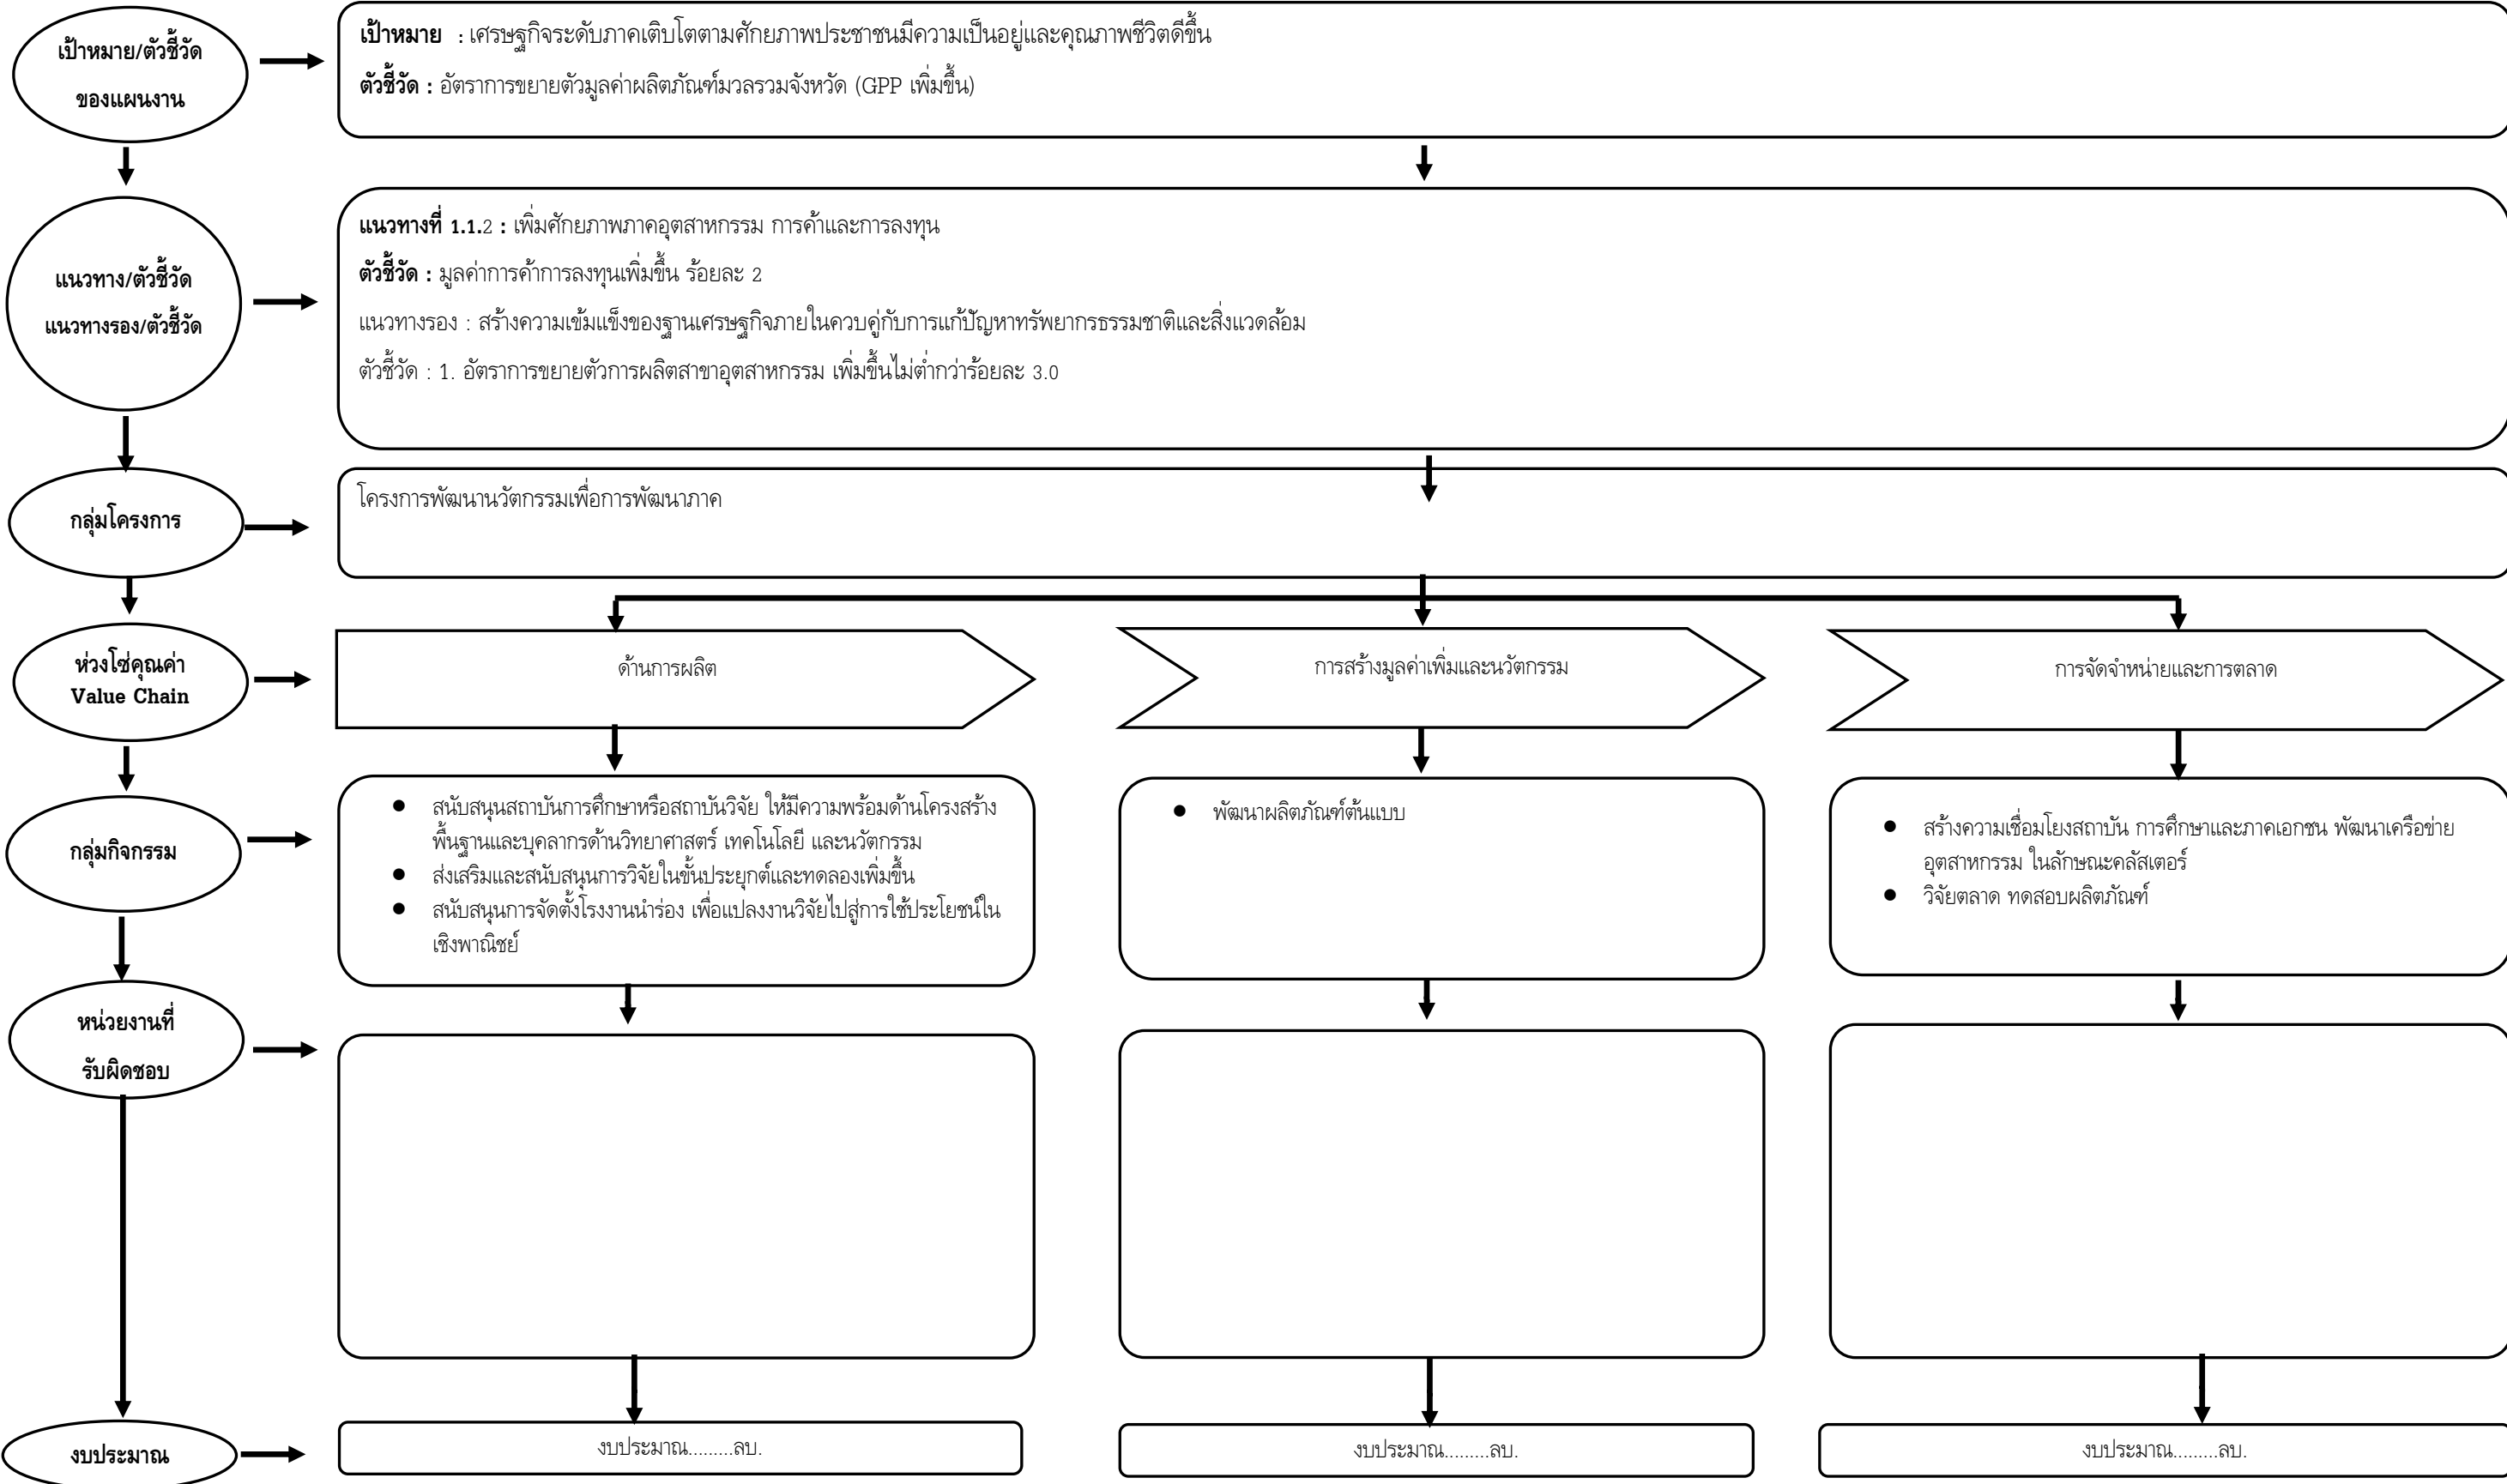 เป้าหมาย/ตัวชี้วัด
ของแผนงาน
เป้าหมาย : เศรษฐกิจระดับภาคเติบโตตามศักยภาพประชาชนมีความเป็นอยู่และคุณภาพชีวิตดีขึ้น
ตัวชี้วัด : อัตราการขยายตัวมูลค่าผลิตภัณฑ์มวลรวมจังหวัด (GPP เพิ่มขึ้น)
แนวทาง/ตัวชี้วัด
แนวทางรอง/ตัวชี้วัด
แนวทางที่ 1.1.2 : เพิ่มศักยภาพภาคอุตสาหกรรม การค้าและการลงทุน
ตัวชี้วัด : มูลค่าการค้าการลงทุนเพิ่มขึ้น ร้อยละ 2
แนวทางรอง : สร้างความเข้มแข็งของฐานเศรษฐกิจภายในควบคู่กับการแก้ปัญหาทรัพยากรธรรมชาติและสิ่งแวดล้อม
ตัวชี้วัด : 1. อัตราการขยายตัวการผลิตสาขาอุตสาหกรรม เพิ่มขึ้นไม่ต่ำกว่าร้อยละ 3.0
กลุ่มโครงการ
โครงการพัฒนานวัตกรรมเพื่อการพัฒนาภาค
ห่วงโซ่คุณค่า
Value Chain
ด้านการผลิต
การสร้างมูลค่าเพิ่มและนวัตกรรม
การจัดจำหน่ายและการตลาด
กลุ่มกิจกรรม
● สนับสนุนสถาบันการศึกษาหรือสถาบันวิจัย ให้มีความพร้อมด้านโครงสร้าง
พื้นฐานและบุคลากรด้านวิทยาศาสตร์ เทคโนโลยี และนวัตกรรม
● ส่งเสริมและสนับสนุนการวิจัยในขั้นประยุกต์และทดลองเพิ่มขึ้น
● สนับสนุนการจัดตั้งโรงงานนำร่อง เพื่อแปลงงานวิจัยไปสู่การใช้ประโยชน์ใน
เชิงพาณิชย์
● พัฒนาผลิตภัณฑ์ต้นแบบ
● สร้างความเชื่อมโยงสถาบัน การศึกษาและภาคเอกชน พัฒนาเครือข่าย
อุตสาหกรรม ในลักษณะคลัสเตอร์
● วิจัยตลาด ทดสอบผลิตภัณฑ์
หน่วยงานที่
รับผิดชอบ
งบประมาณ
งบประมาณ.........ลบ.
งบประมาณ.........ลบ.
งบประมาณ.........ลบ.